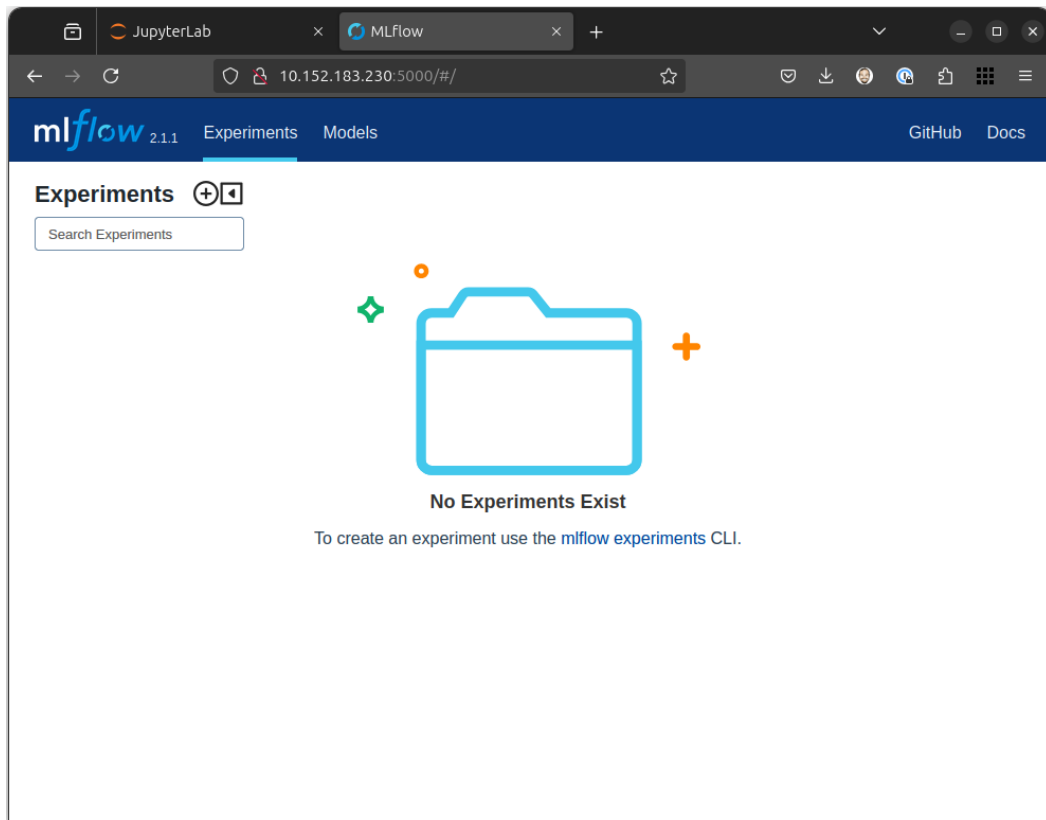 JupyterLab
MLflow
10.152.183.230:5000/#/
mlflow 2.1.1 Experiments Models GitHub Docs
Experiments
Search Experiments
No Experiments Exist
To create an experiment use the mlflow experiments CLI.